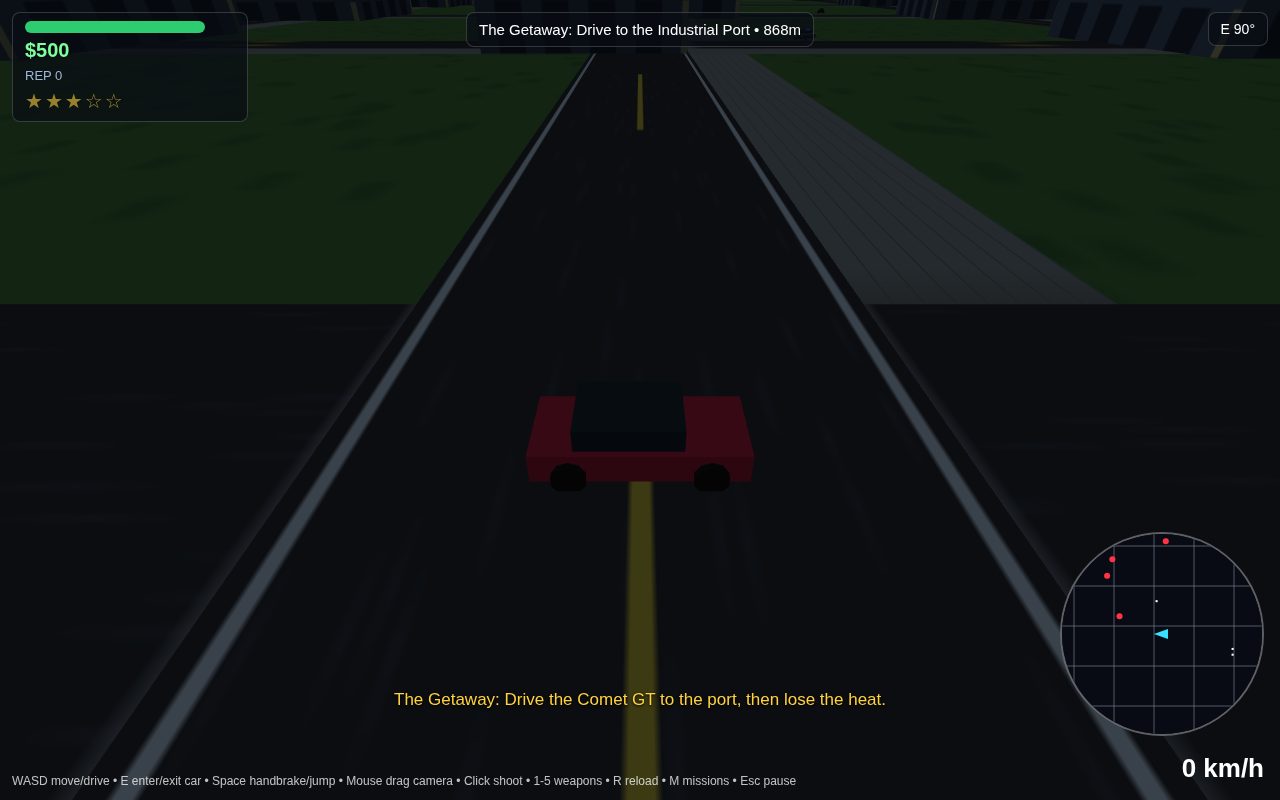 The Getaway: Drive to the Industrial Port • 868m
E 90°
$500
REP 0
★★★☆☆
The Getaway: Drive the Comet GT to the port, then lose the heat.
0 km/h
WASD move/drive • E enter/exit car • Space handbrake/jump • Mouse drag camera • Click shoot • 1-5 weapons • R reload • M missions • Esc pause